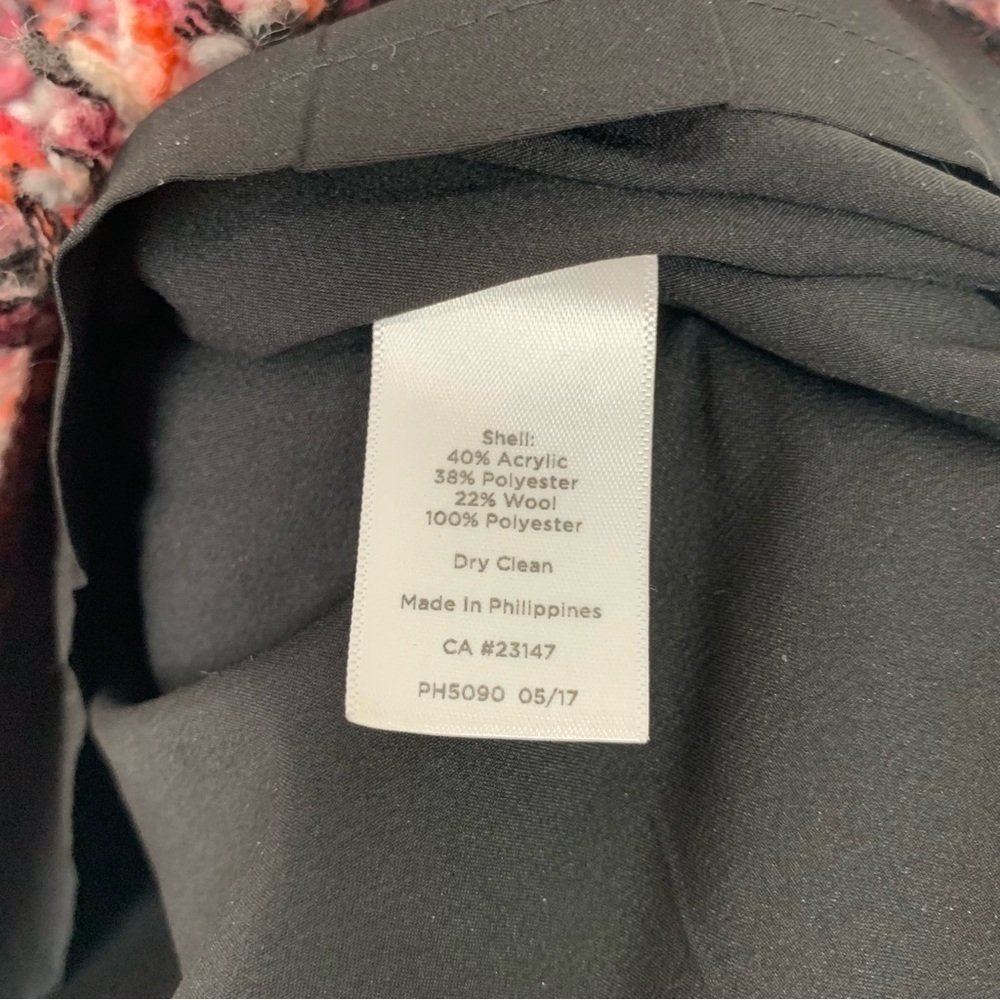 Shell:
40% Acrylic
38% Polyester
22% Wool
100% Polyester
Dry Clean
Made In Philippines
CA #23147
PH5090 05/17